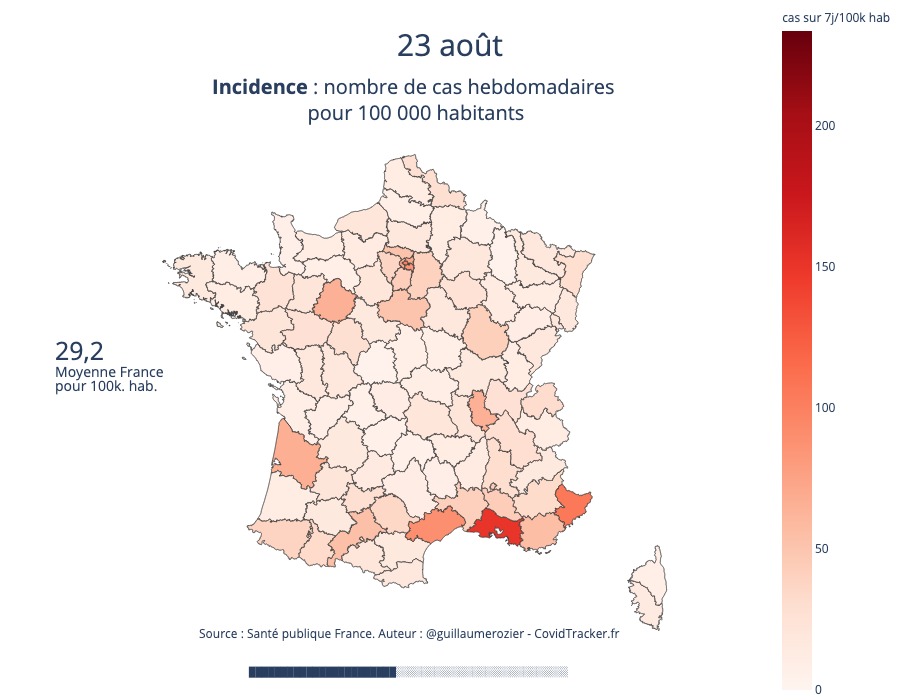 cas sur 7j/100k hab
23 août
Incidence : nombre de cas hebdomadaires
pour 100 000 habitants
200
150
29,2
Moyenne France
pour 100k. hab.
100
50
Source : Santé publique France. Auteur : @guillaumerozier - CovidTracker.fr
0